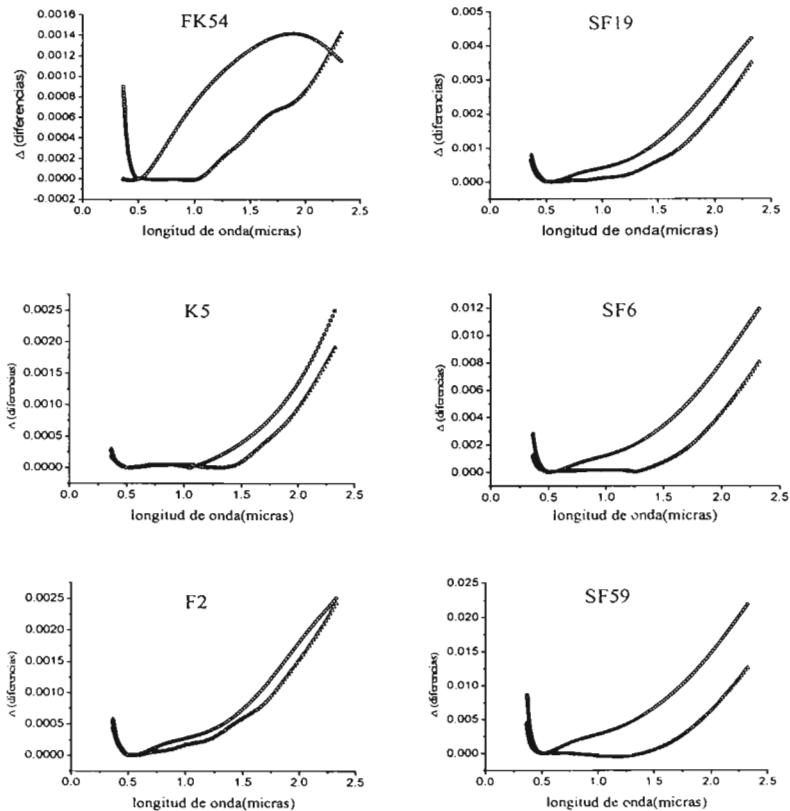 FK54
Δ (diferencias)
0.0016
0.0014
0.0012
0.0010
0.0008
0.0006
0.0004
0.0002
0.0000
-0.0002
0.0 0.5 1.0 1.5 2.0 2.5
longitud de onda(micras)
SF19
Δ (diferencias)
0.005
0.004
0.003
0.002
0.001
0.000
0.0 0.5 1.0 1.5 2.0 2.5
longitud de onda(micras)
K5
Δ (diferencias)
0.0025
0.0020
0.0015
0.0010
0.0005
0.0000
0.0 0.5 1.0 1.5 2.0 2.5
longitud de onda(micras)
SF6
Δ (diferencias)
0.012
0.010
0.008
0.006
0.004
0.002
0.000
0.0 0.5 1.0 1.5 2.0 2.5
longitud de onda(micras)
F2
Δ (diferencias)
0.0025
0.0020
0.0015
0.0010
0.0005
0.0000
0.0 0.5 1.0 1.5 2.0 2.5
longitud de onda(micras)
SF59
Δ (diferencias)
0.025
0.020
0.015
0.010
0.005
0.000
0.0 0.5 1.0 1.5 2.0 2.5
longitud de onda(micras)